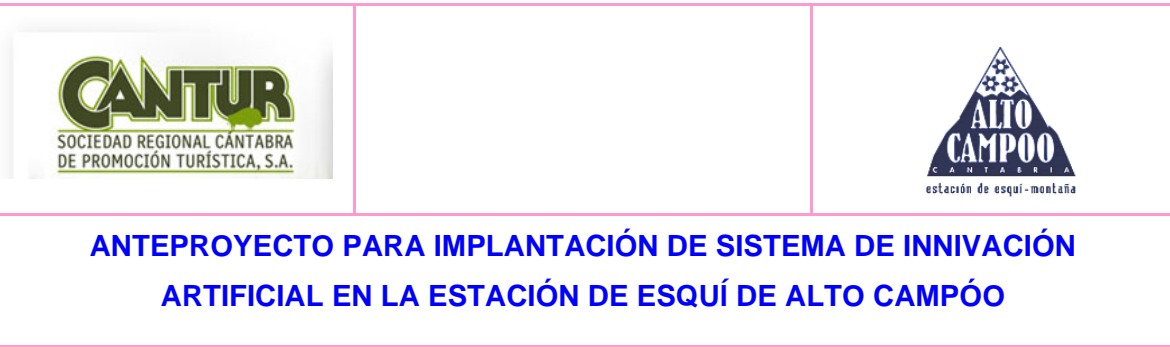 CANTUR
SOCIEDAD REGIONAL CÁNTABRA
DE PROMOCIÓN TURÍSTICA, S.A.
ALTO
CAMPOO
CANTABRIA
estación de esquí-montaña
ANTEPROYECTO PARA IMPLANTACIÓN DE SISTEMA DE INNIVACIÓN
ARTIFICIAL EN LA ESTACIÓN DE ESQUÍ DE ALTO CAMPÓO